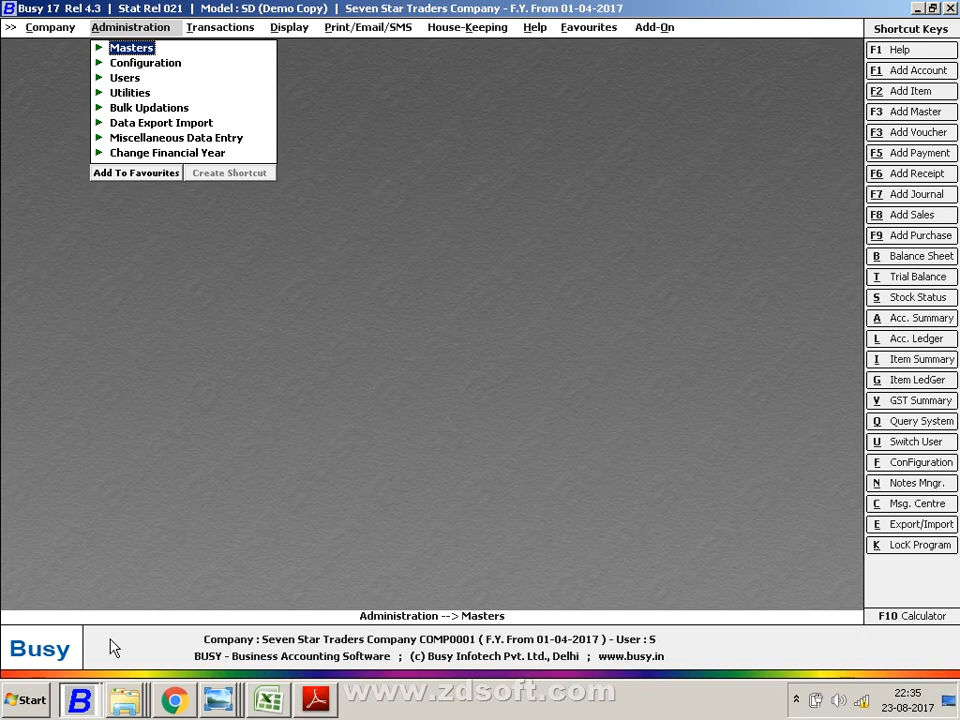 Busy 17 Rel 4.3 | Stat Rel 021 | Model : SD (Demo Copy) | Seven Star Traders Company - F.Y. From 01-04-2017
>> Company Administration Transactions Display Print/Email/SMS House-Keeping Help Favourites Add-On
Masters
Configuration
Users
Utilities
Bulk Updations
Data Export Import
Miscellaneous Data Entry
Change Financial Year
Add To Favourites Create Shortcut
Shortcut Keys
F1 Help
F1 Add Account
F2 Add Item
F3 Add Master
F3 Add Voucher
F5 Add Payment
F6 Add Receipt
F7 Add Journal
F8 Add Sales
F9 Add Purchase
B Balance Sheet
T Trial Balance
S Stock Status
A Acc. Summary
L Acc. Ledger
I Item Summary
G Item LedGer
V GST Summary
Q Query System
U Switch User
F ConFiguration
N Notes Mngr.
C Msg. Centre
E Export/Import
K LocK Program
Administration --> Masters
F10 Calculator
Busy
Company : Seven Star Traders Company COMP0001 ( F.Y. From 01-04-2017 ) - User : S
BUSY - Business Accounting Software ; (c) Busy Infotech Pvt. Ltd., Delhi ; www.busy.in
Start
www.zdsoft.com
22:35
23-08-2017